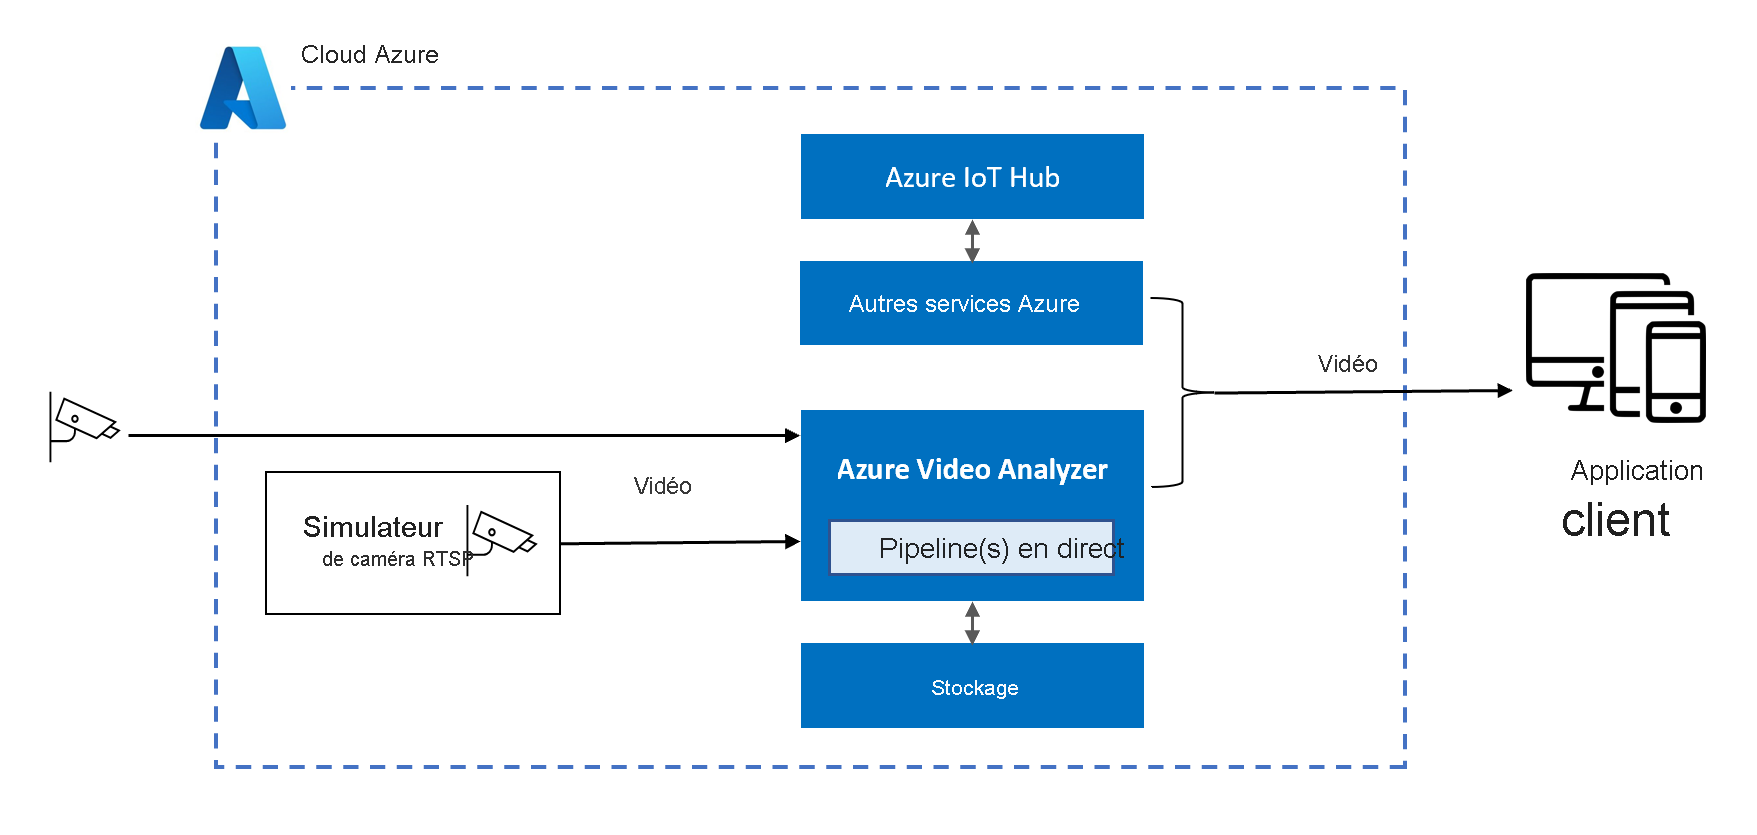 Cloud Azure
Azure IoT Hub
Autres services Azure
Vidéo
Azure Video Analyzer
Pipeline(s) en direct
Vidéo
Simulateur
de caméra RTSP
Stockage
Application
client